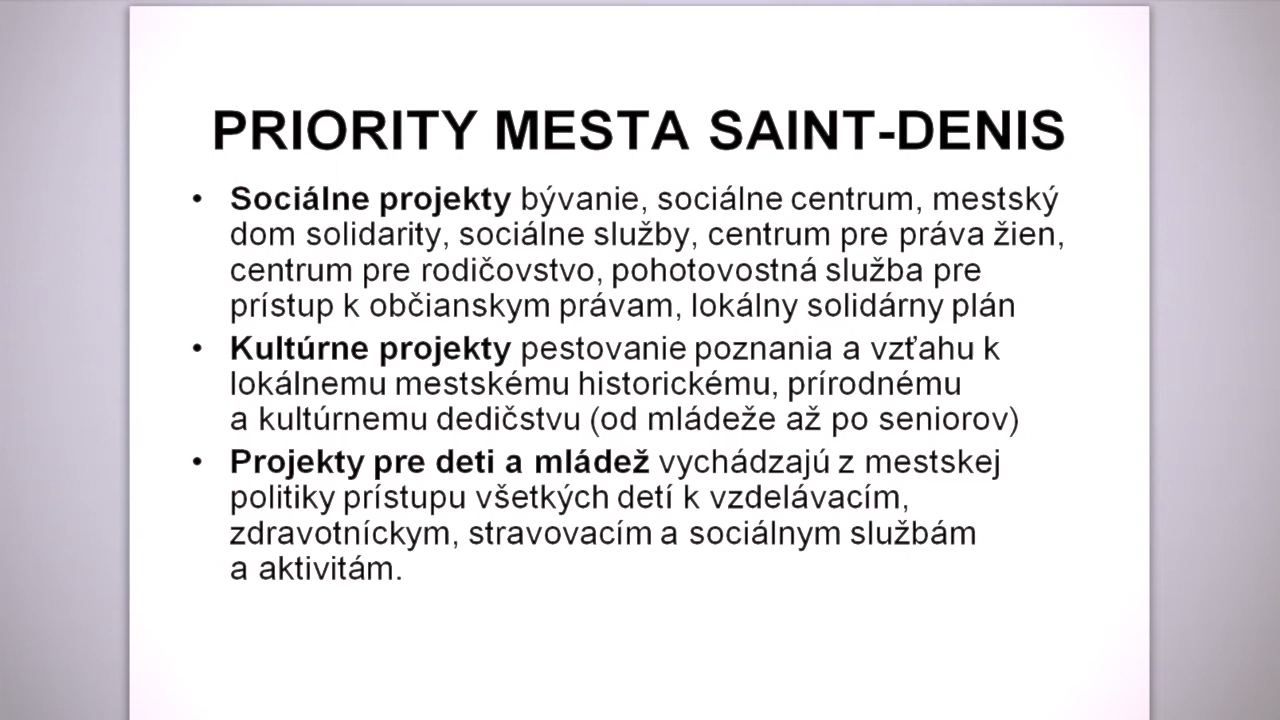 PRIORITY MESTA SAINT-DENIS
• Sociálne projekty bývanie, sociálne centrum, mestský
dom solidarity, sociálne služby, centrum pre práva žien,
centrum pre rodičovstvo, pohotovostná služba pre
prístup k občianskym právam, lokálny solidárny plán
• Kultúrne projekty pestovanie poznania a vzťahu k
lokálnemu mestskému historickému, prírodnému
a kultúrnemu dedičstvu (od mládeže až po seniorov)
• Projekty pre deti a mládež vychádzajú z mestskej
politiky prístupu všetkých detí k vzdelávacím,
zdravotníckym, stravovacím a sociálnym službám
a aktivitám.